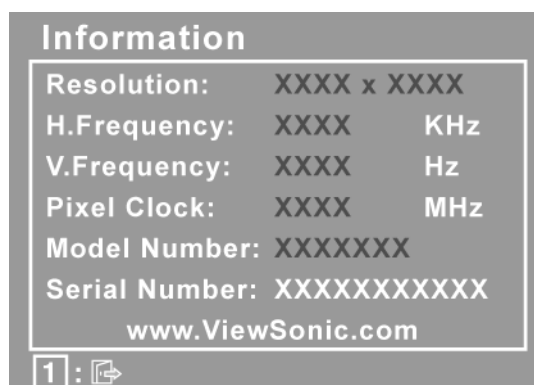 Information
Resolution: XXXX x XXXX
H.Frequency: XXXX KHz
V.Frequency: XXXX Hz
Pixel Clock: XXXX MHz
Model Number: XXXXXXX
Serial Number: XXXXXXXXXXX
www.ViewSonic.com
1 :